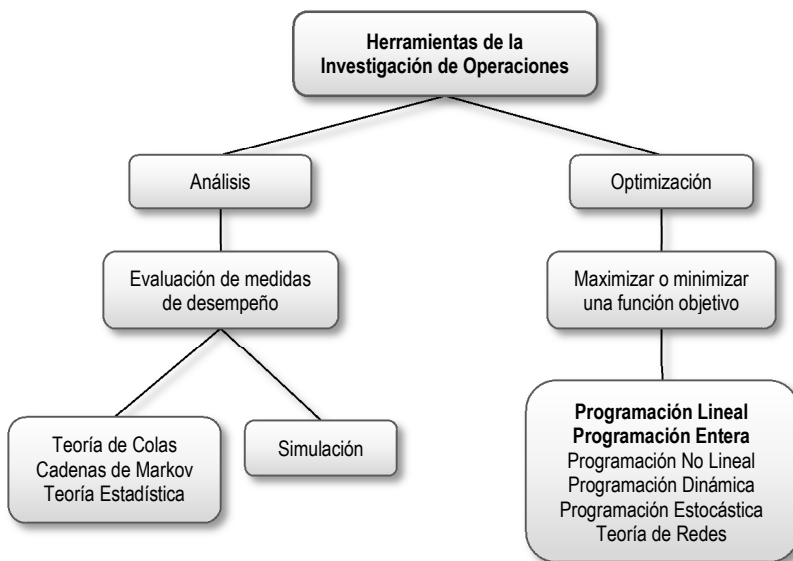 Herramientas de la
Investigación de Operaciones
Análisis
Optimización
Evaluación de medidas
de desempeño
Maximizar o minimizar
una función objetivo
Teoría de Colas
Cadenas de Markov
Teoría Estadística
Simulación
Programación Lineal
Programación Entera
Programación No Lineal
Programación Dinámica
Programación Estocástica
Teoría de Redes